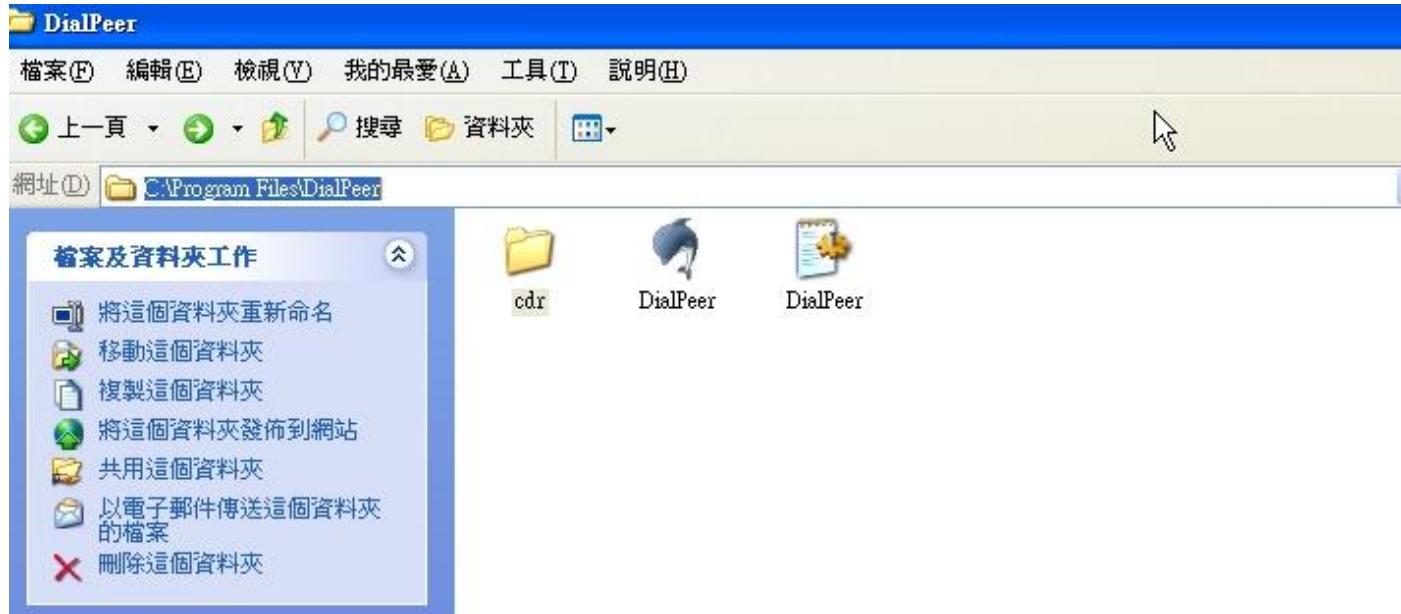 DialPeer
檔案(F) 編輯(E) 檢視(V) 我的最愛(A) 工具(T) 說明(H)
上一頁 搜尋 資料夾
網址(D) C:\Program Files\DialPeer
檔案及資料夾工作
將這個資料夾重新命名
移動這個資料夾
複製這個資料夾
將這個資料夾發佈到網站
共用這個資料夾
以電子郵件傳送這個資料夾
的檔案
刪除這個資料夾
cdr DialPeer DialPeer